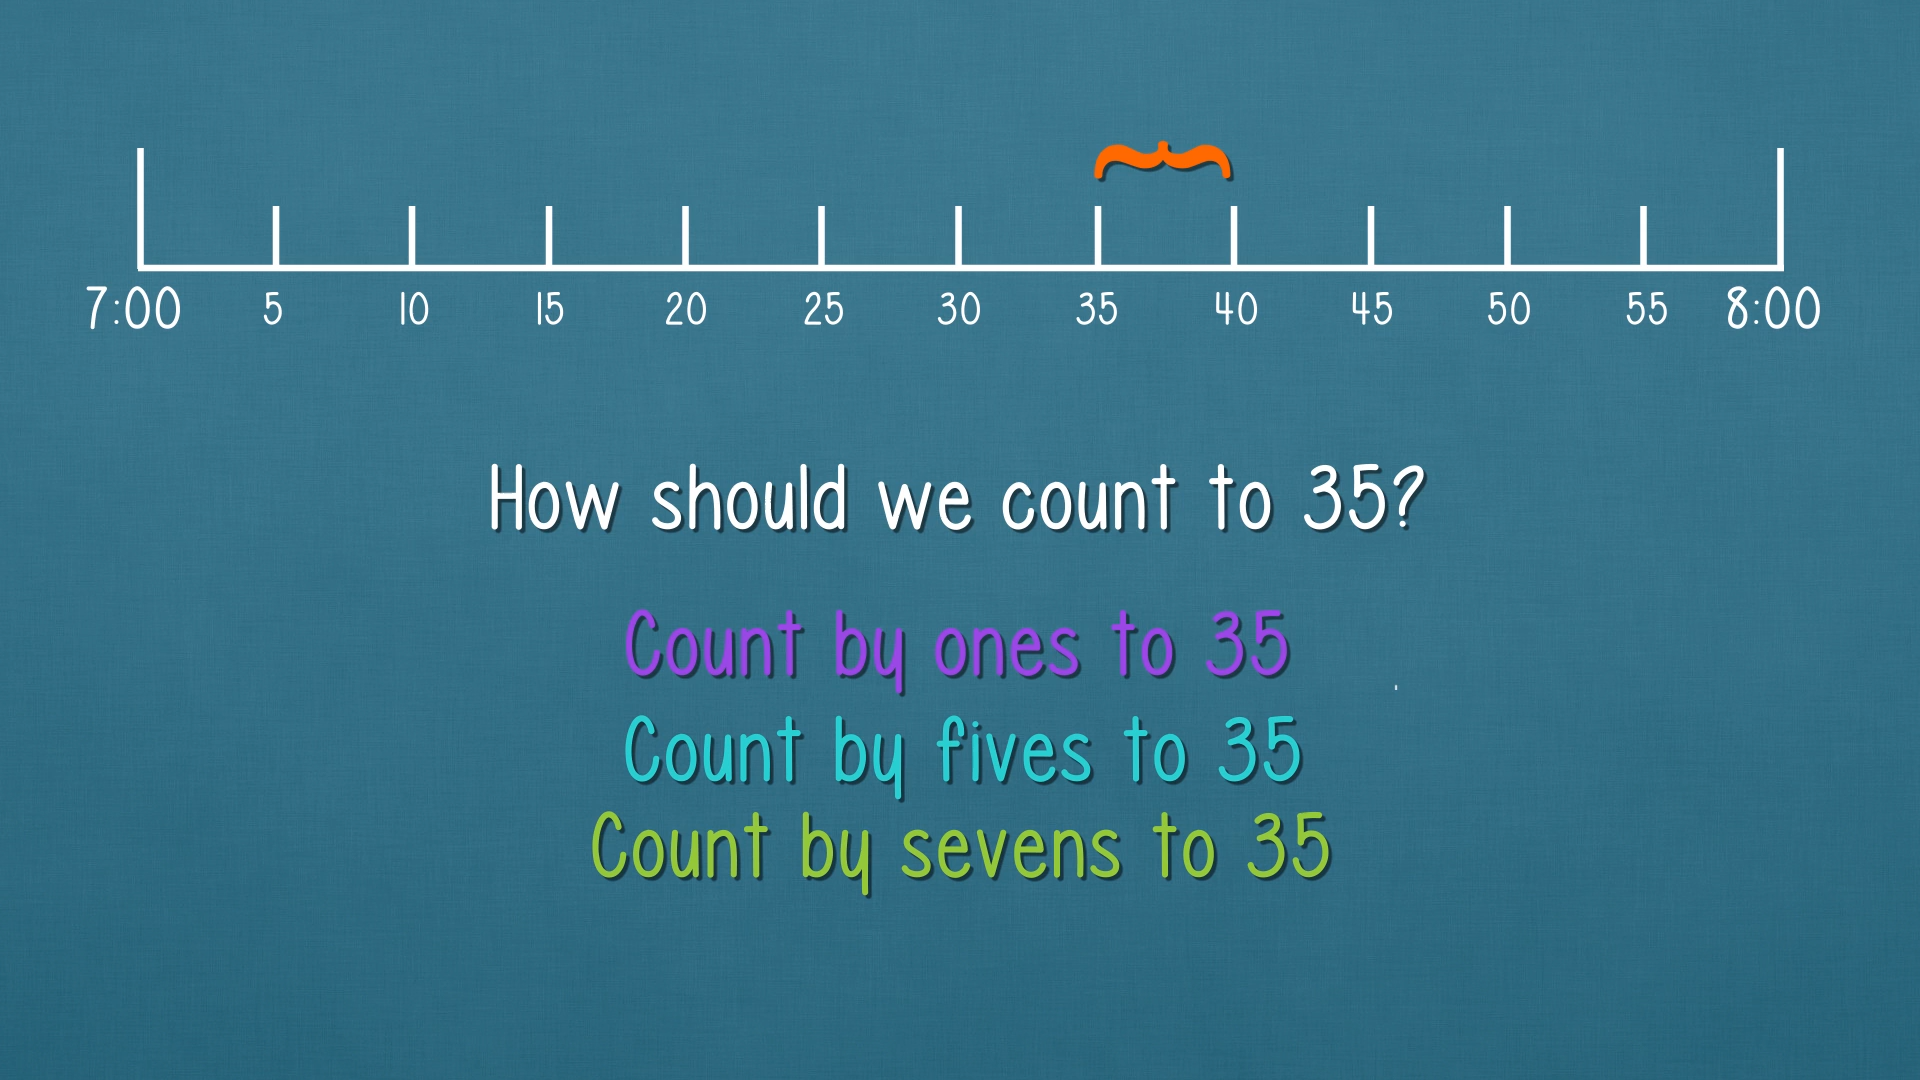 7:00 5 10 15 20 25 30 35 40 45 50 55 8:00
How should we count to 35?
Count by ones to 35
Count by fives to 35
Count by sevens to 35